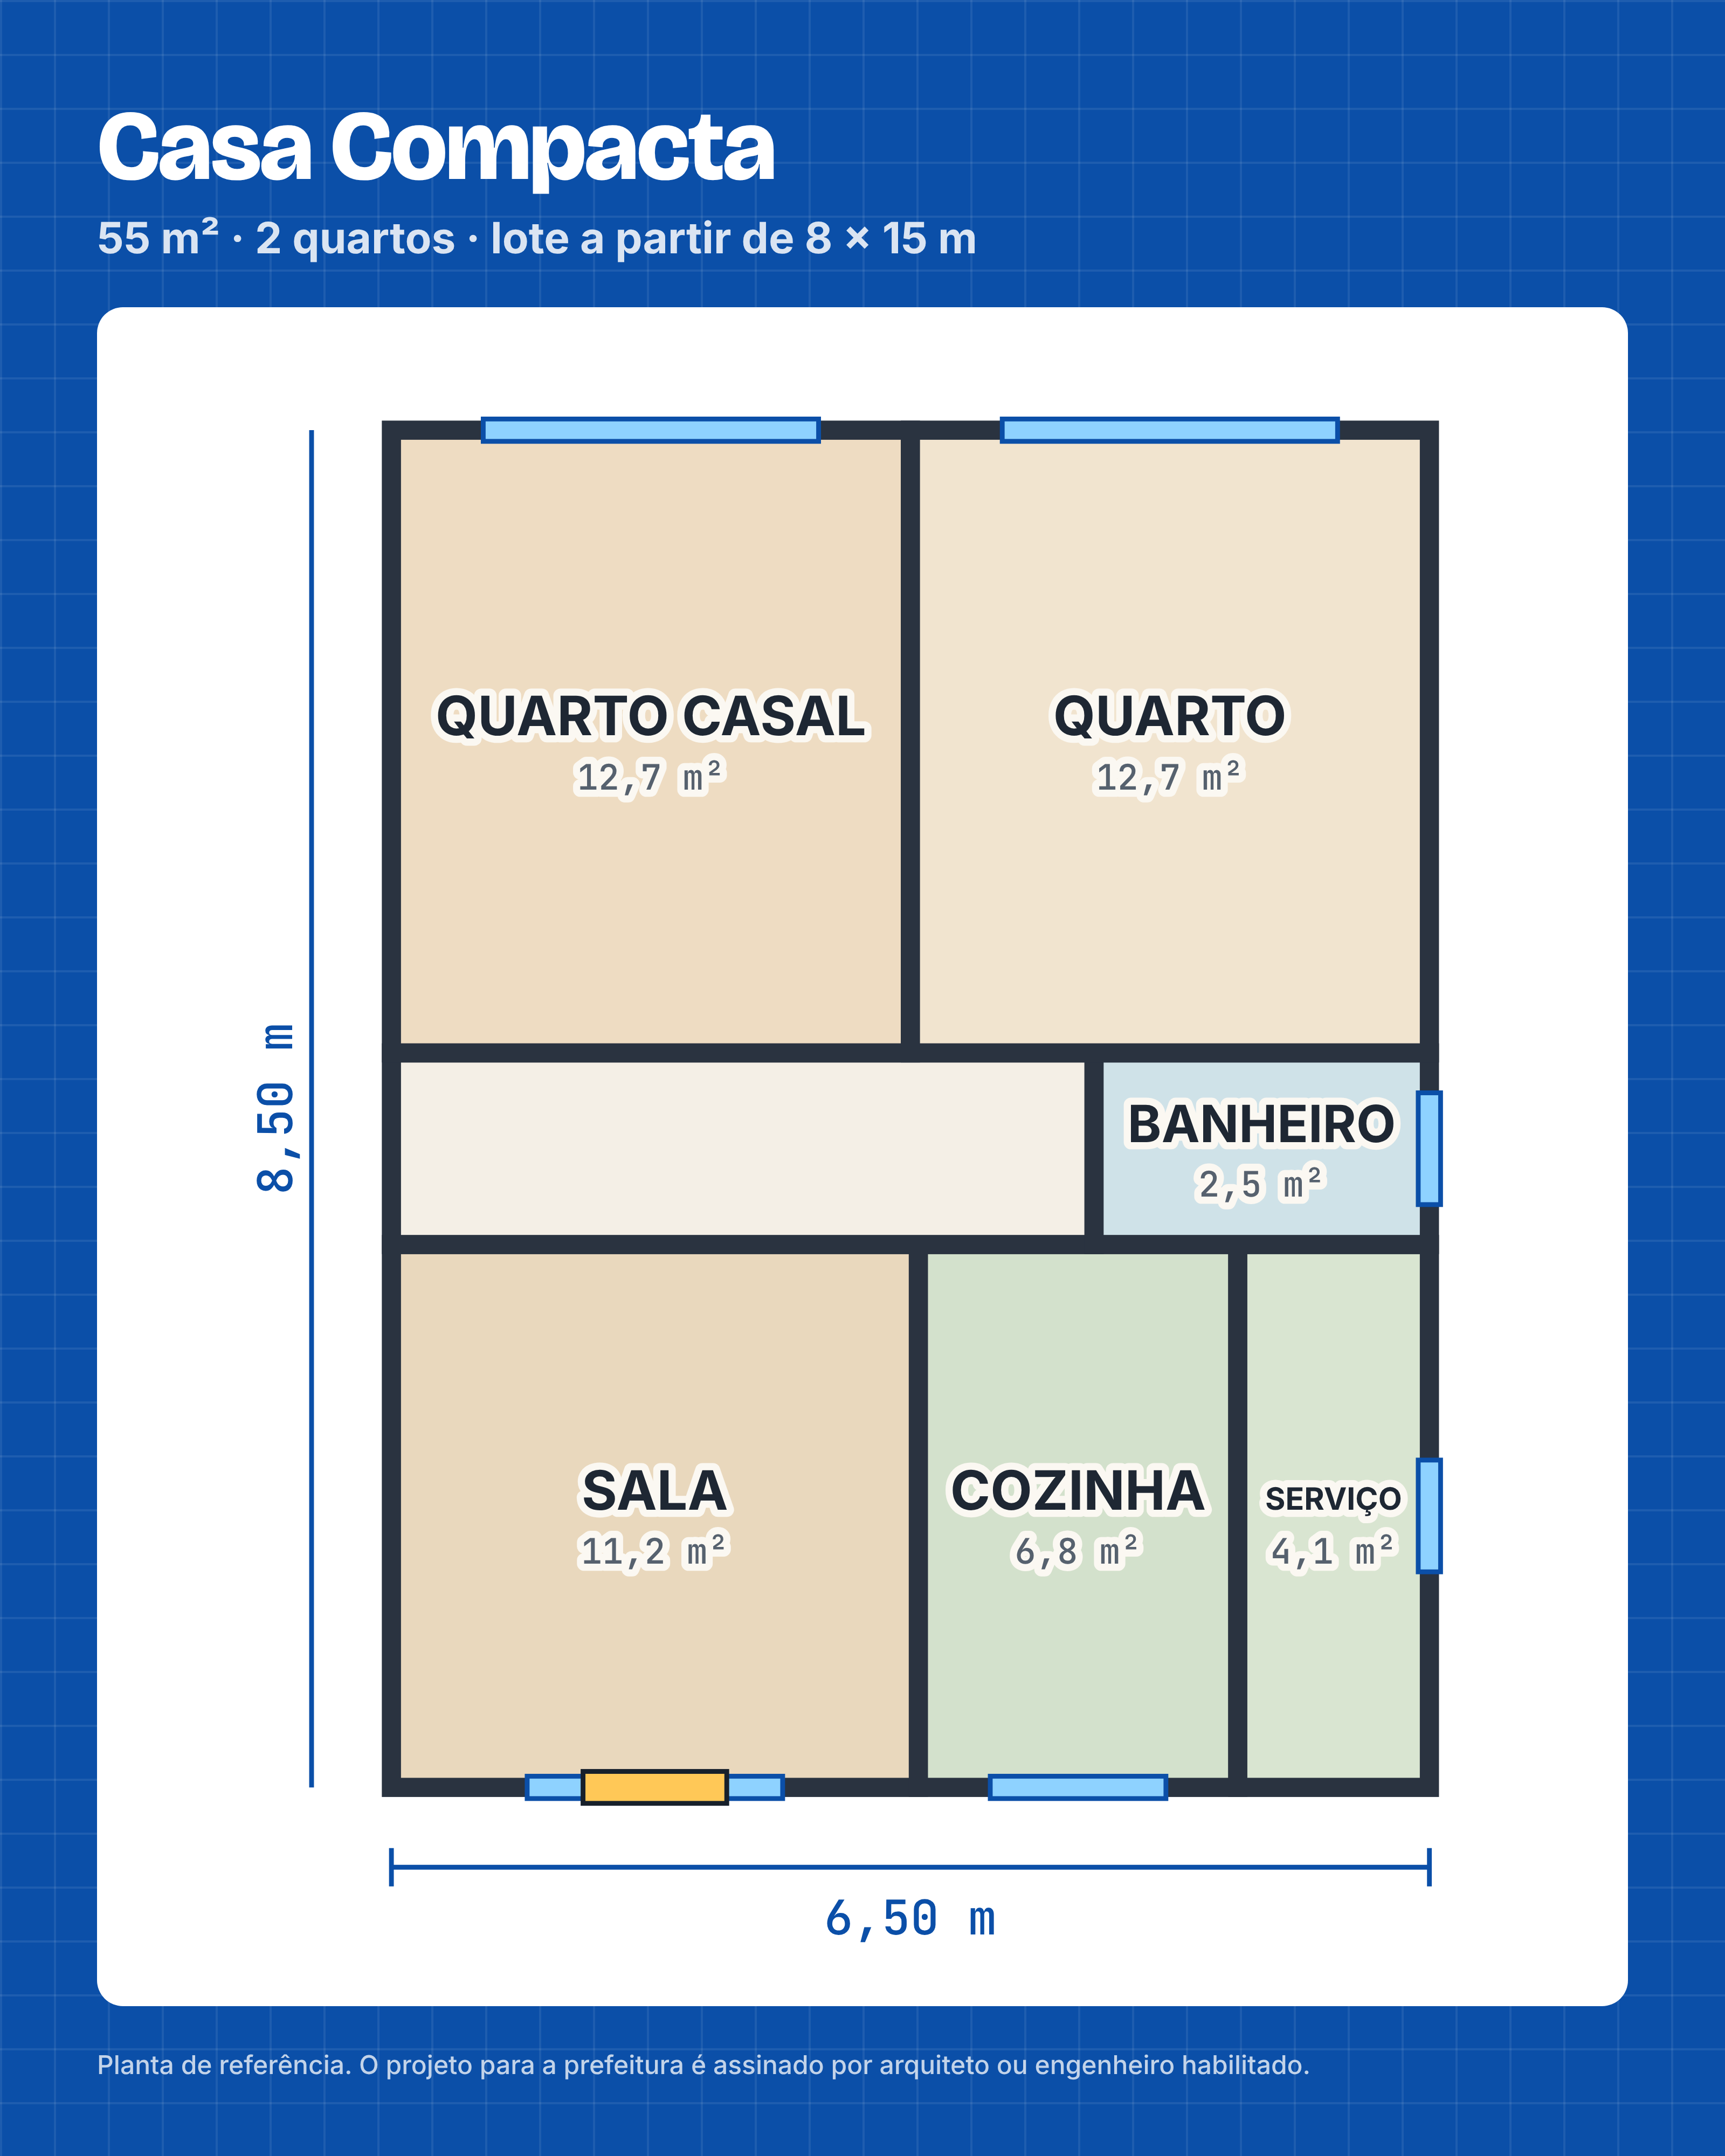 Casa Compacta
55 m² · 2 quartos · lote a partir de 8 × 15 m
QUARTO CASAL
12,7 m²
QUARTO
12,7 m²
8,50 m
BANHEIRO
2,5 m²
SALA
11,2 m²
COZINHA
6,8 m²
SERVIÇO
4,1 m²
6,50 m
Planta de referência. O projeto para a prefeitura é assinado por arquiteto ou engenheiro habilitado.